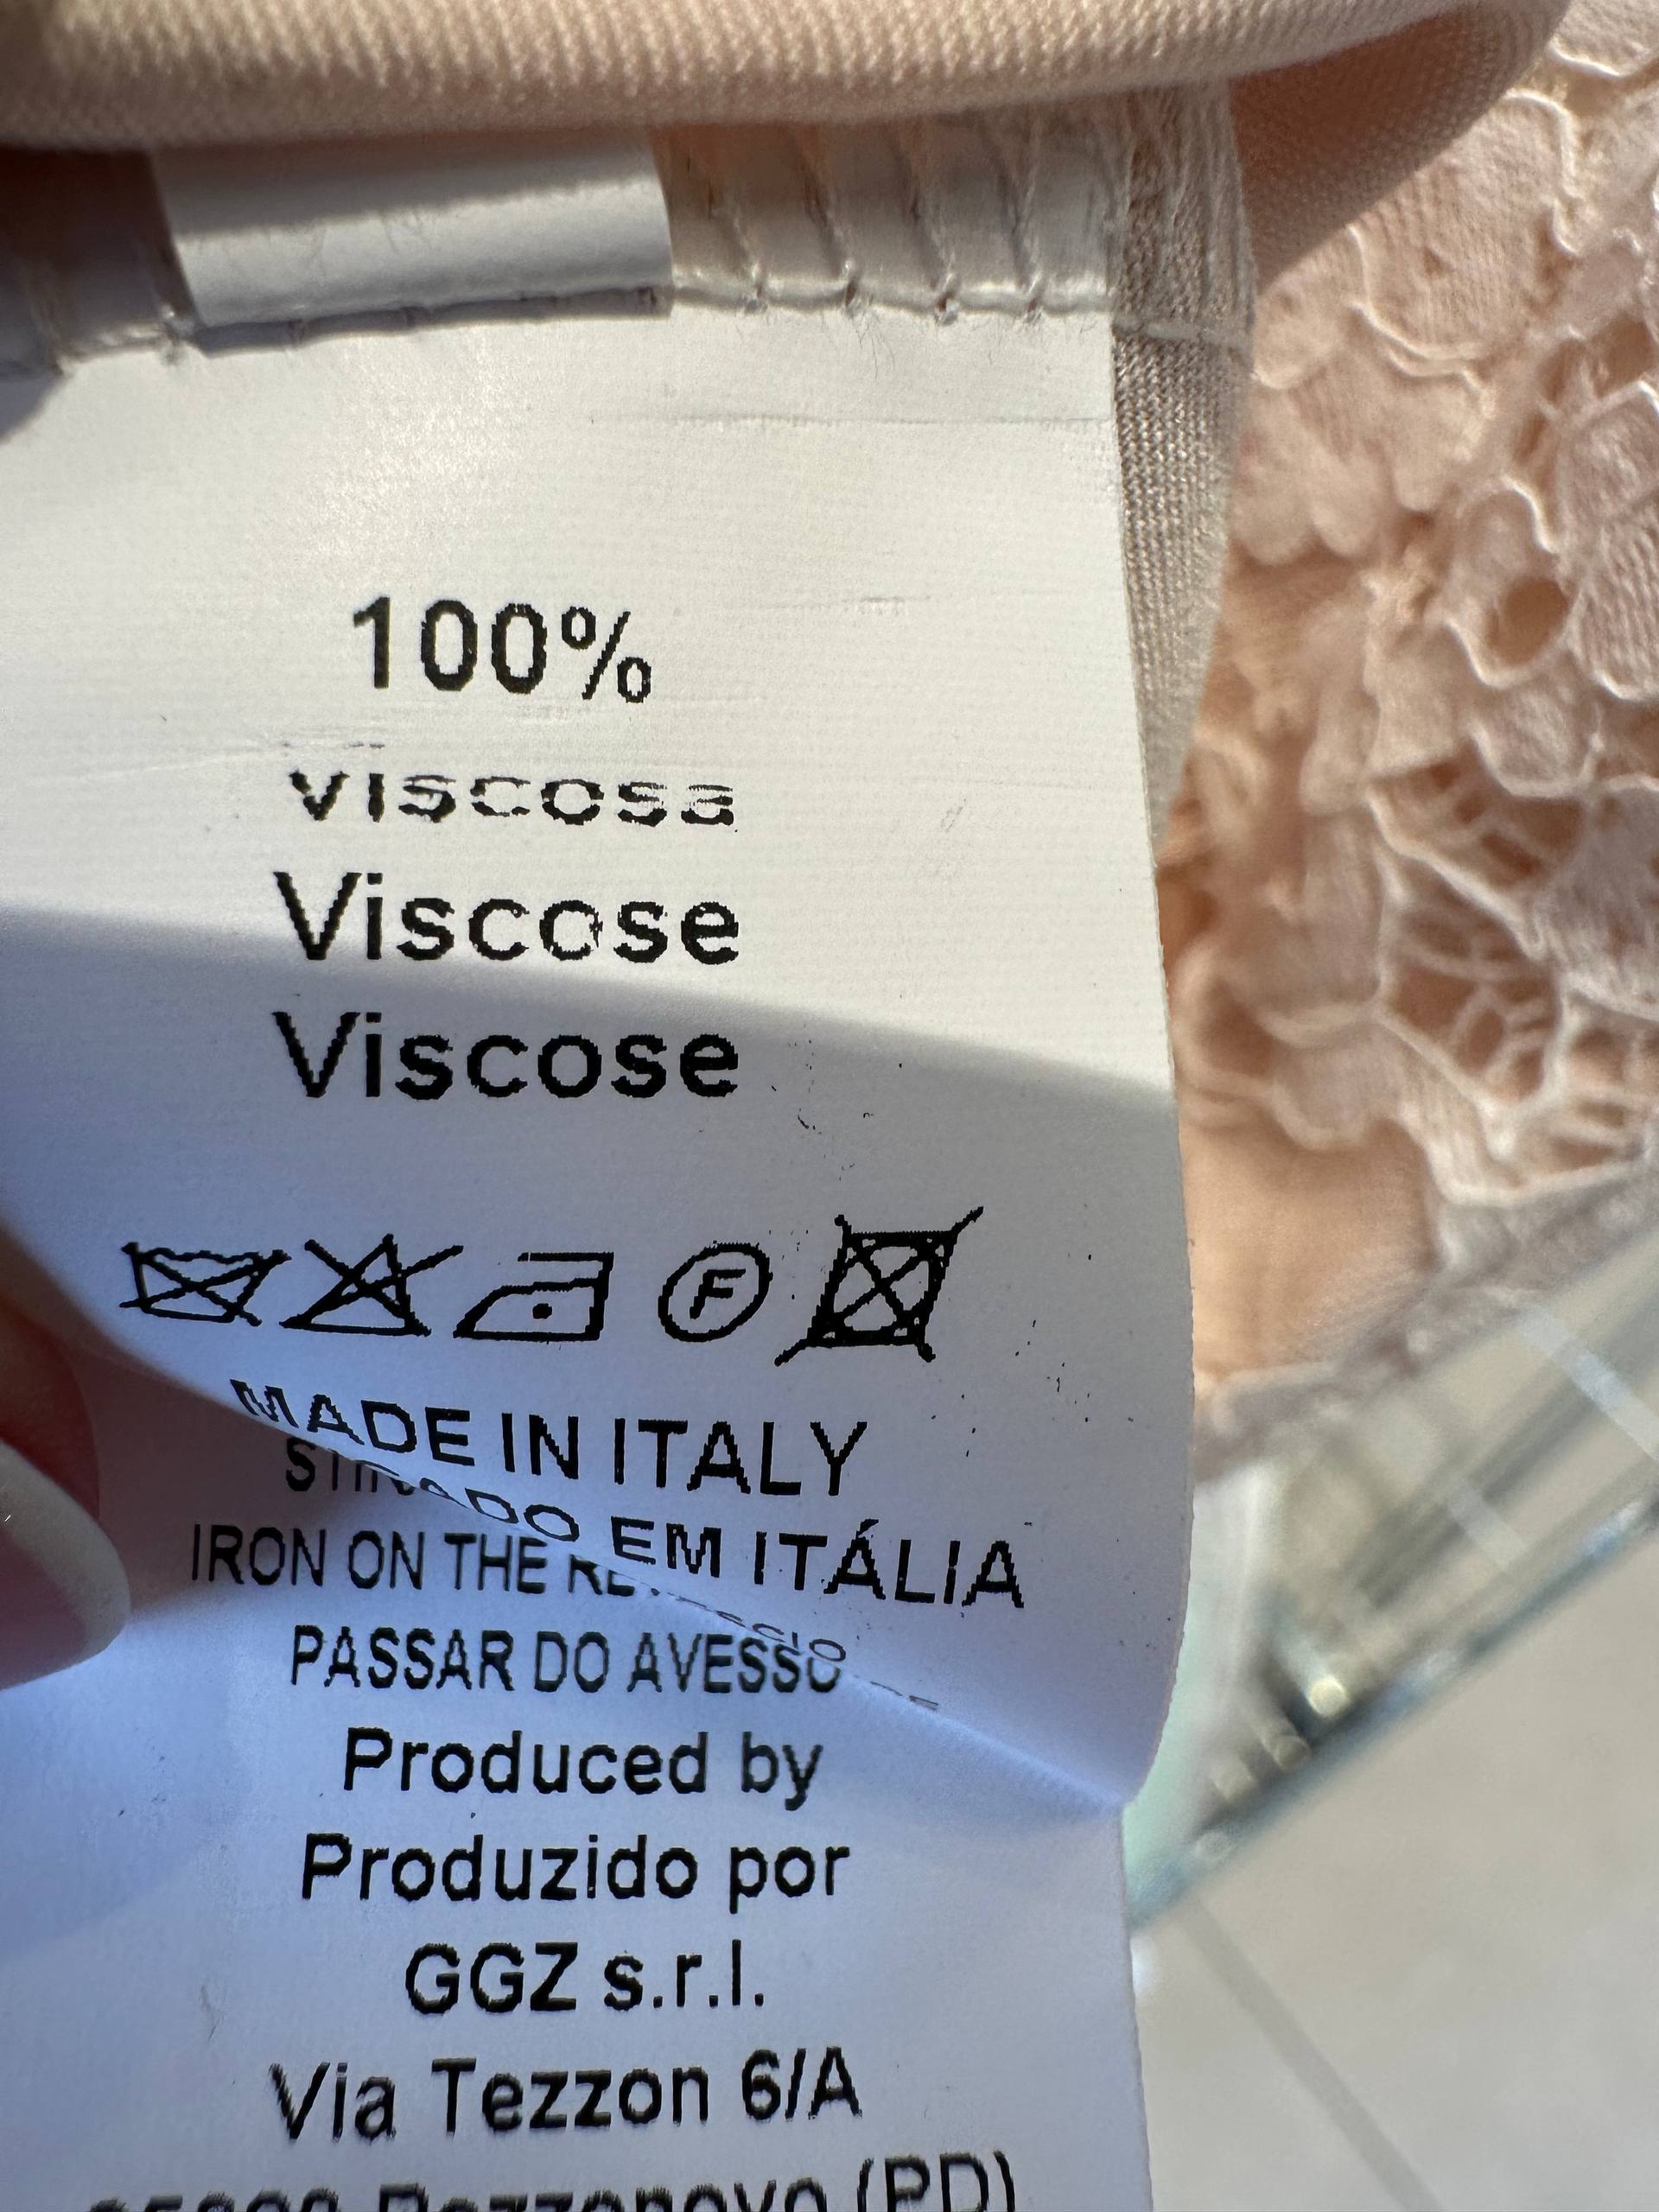 100%
viscosa
Viscose
Viscose
F
MADE IN ITALY
EM ITÁLIA
IRON ON THE
PASSAR DO AVESSO
Produced by
Produzido por
GGZ s.r.l.
Via Tezzon 6/A
(PD)